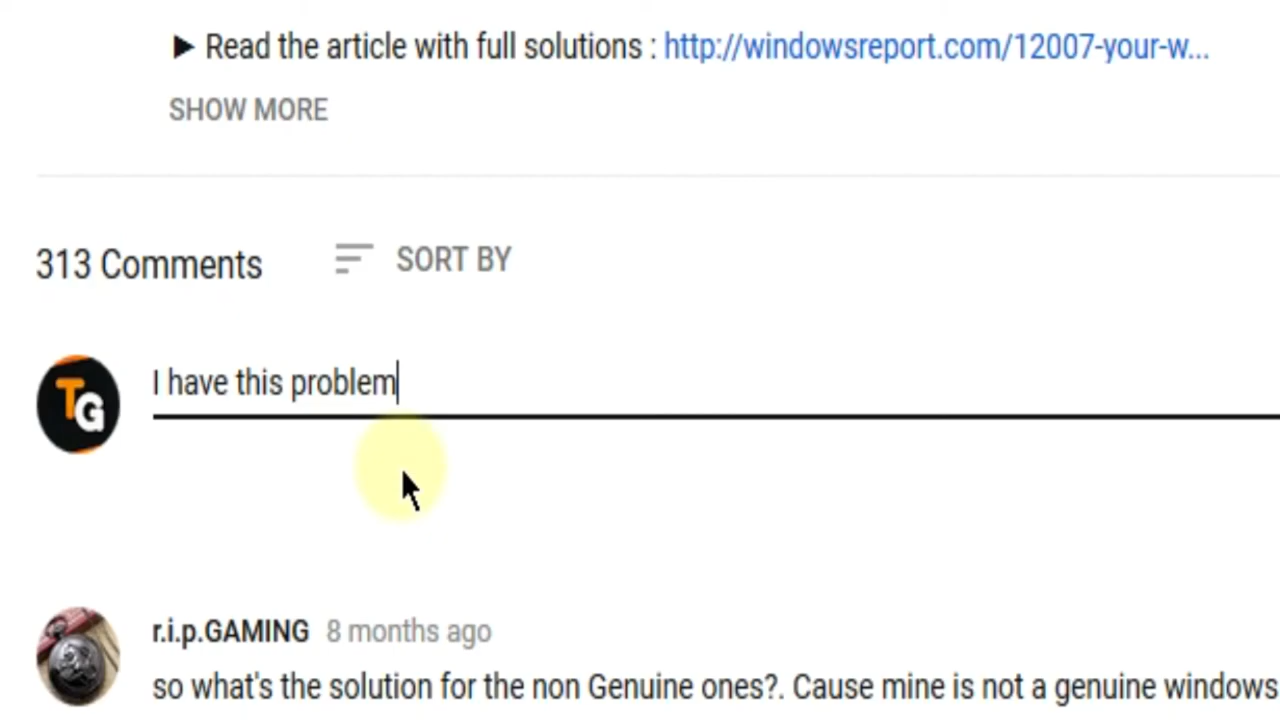 ► Read the article with full solutions : http://windowsreport.com/12007-your-w...
SHOW MORE
313 Comments SORT BY
TG
I have this problem
r.i.p.GAMING 8 months ago
so what's the solution for the non Genuine ones?. Cause mine is not a genuine windows